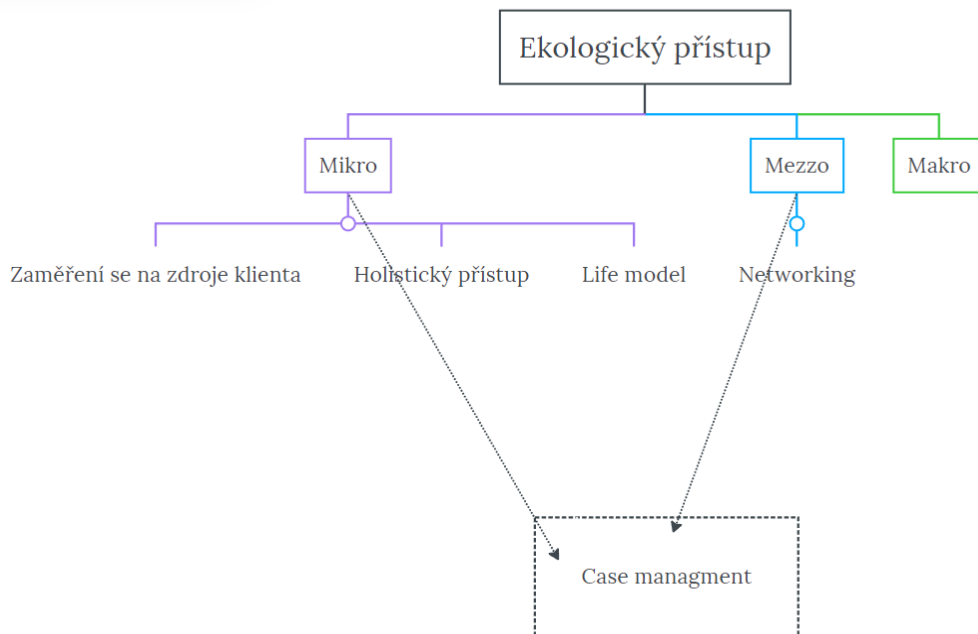 Ekologický přístup
Mikro
Mezzo
Makro
Zaměření se na zdroje klienta
Holistický přístup
Life model
Networking
Case managment